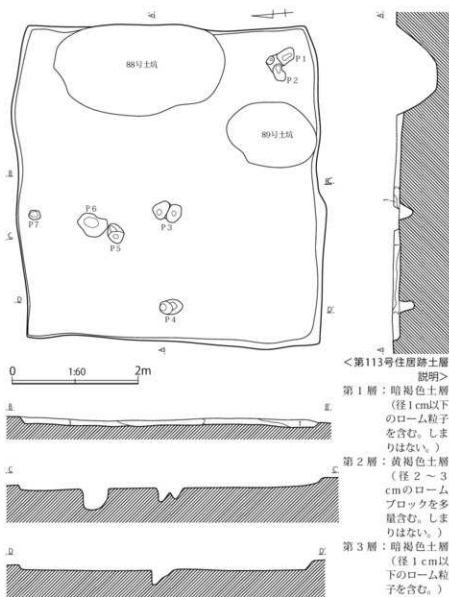 A'
A'
88号土坑
P1
P2
89号土坑
B
B'
P6
P3
P7
P5
C
D
P4
D'
A
A
0 1:60 2m
<第113号住居跡土層
説明>
第1層:暗褐色土層
(径1cm以下
のローム粒子
を含む。しま
りはない。)
第2層:黄褐色土層
(径2~3
cmのローム
ブロックを多
量含む。しま
りはない。)
第3層:暗褐色土層
(径1cm以
下のローム粒
子を含む。)
B
B'
C
C'
D
D'